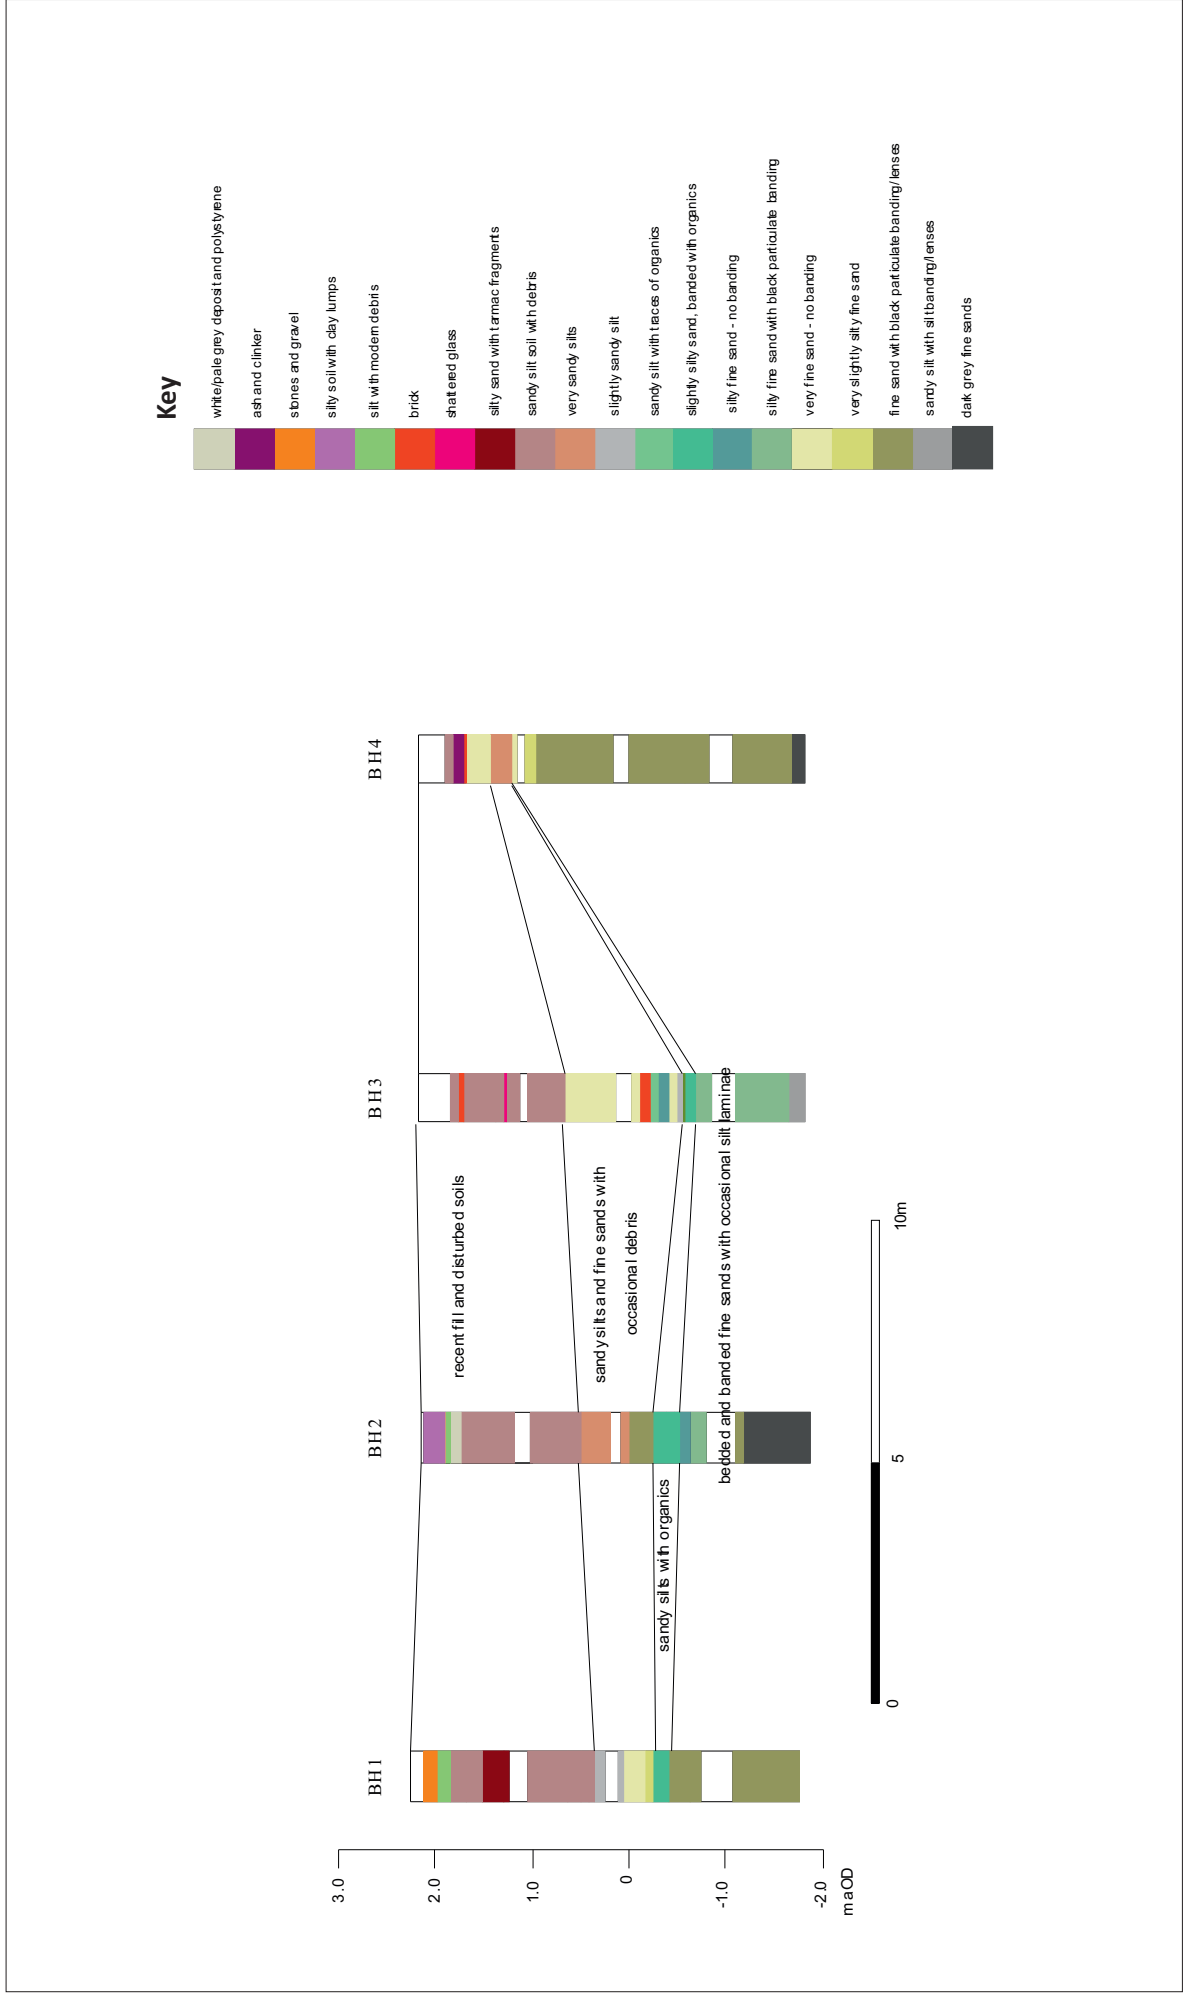 Key
white/pale grey deposit and polystyrene
ash and clinker
stones and gravel
silty soil with clay lumps
silt with modern debris
brick
shattered glass
silty sand with tarmac fragments
sandy silt soil with debris
very sandy silts
slightly sandy silt
sandy silt with traces of organics
slightly silty sand, banded with organics
silty fine sand - no banding
silty fine sand with black particulate banding
very fine sand - no banding
very slightly silty fine sand
fine sand with black particulate banding/lenses
sandy silt with silt banding/lenses
dark grey fine sands
BH1
BH2
BH3
BH4
recent fill and disturbed soils
sandy silts and fine sands with
occasional debris
sandy silts with organics
bedded and banded fine sands with occasional silt laminae
3.0
2.0
1.0
0
-1.0
-2.0
maOD
0
5
10m